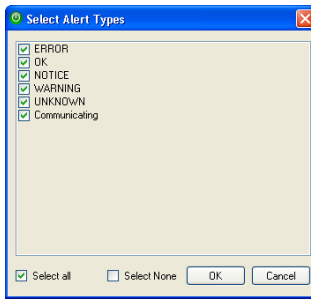 Select Alert Types
ERROR
OK
NOTICE
WARNING
UNKNOWN
Communicating
Select all Select None OK Cancel